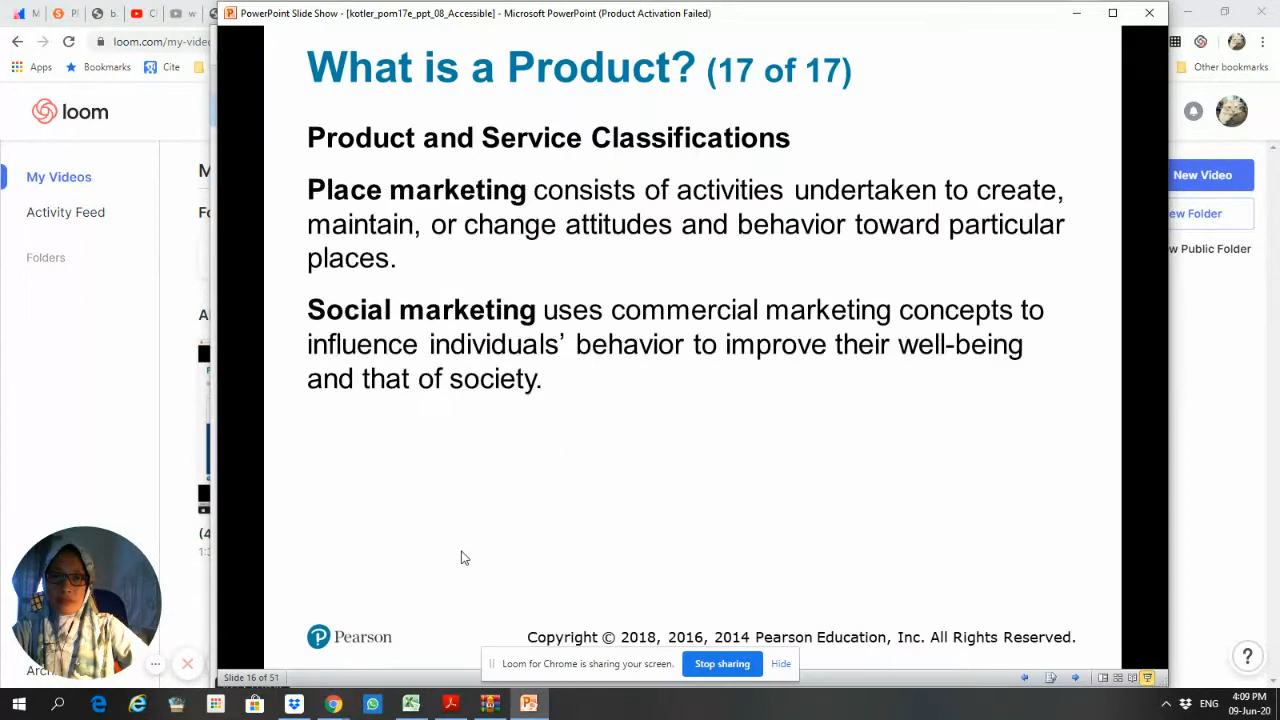 PowerPoint Slide Show - [kotler_pom17e_ppt_08_Accessible] - Microsoft PowerPoint (Product Activation Failed)
loom.com/my-video
Apps
Bookmarks
Cite
Other bookmarks
loom
My Videos
Activity Feed
Folders
New Video
ew Folder
w Public Folder
What is a Product? (17 of 17)
Product and Service Classifications
Place marketing consists of activities undertaken to create,
maintain, or change attitudes and behavior toward particular
places.
Social marketing uses commercial marketing concepts to
influence individuals’ behavior to improve their well-being
and that of society.
Pearson
Copyright © 2018, 2016, 2014 Pearson Education, Inc. All Rights Reserved.
Loom for Chrome is sharing your screen.
Stop sharing
Hide
Slide 16 of 51
ENG
4:09 PM
09-Jun-20